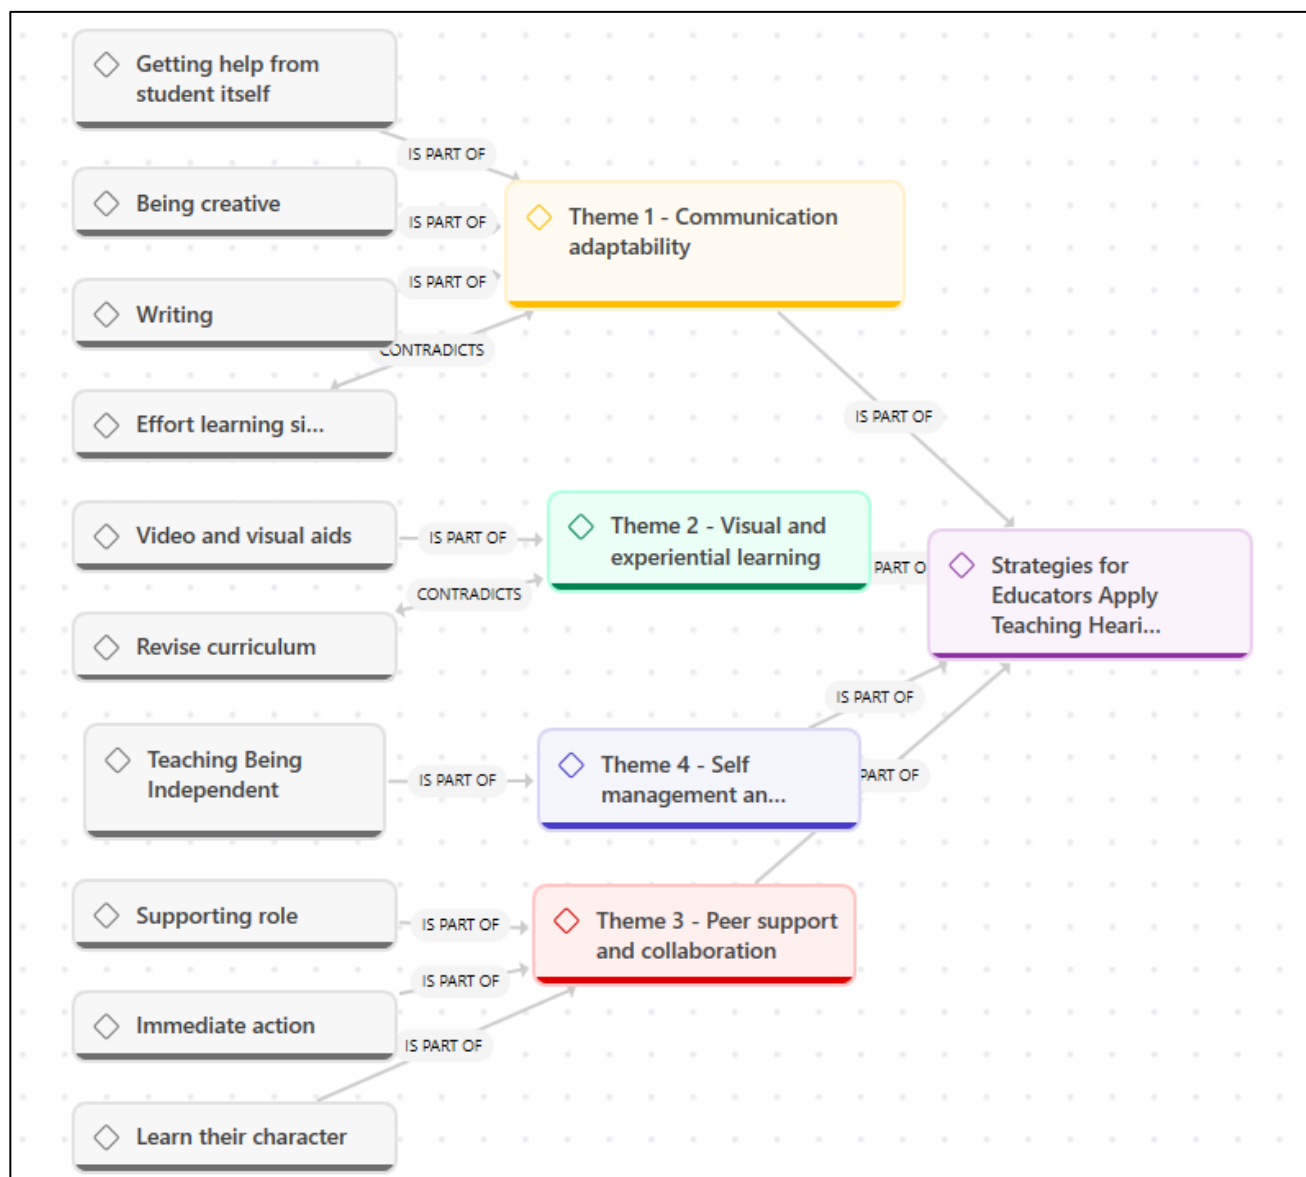 Getting help from
student itself
IS PART OF
Being creative
IS PART OF
Theme 1 - Communication
adaptability
IS PART OF
Writing
CONTRADICTS
Effort learning si...
IS PART OF
Video and visual aids
IS PART OF
Theme 2 - Visual and
experiential learning
PART O
Strategies for
Educators Apply
Teaching Heari...
CONTRADICTS
Revise curriculum
IS PART OF
Teaching Being
Independent
IS PART OF
Theme 4 - Self
management an...
PART OF
Supporting role
IS PART OF
Theme 3 - Peer support
and collaboration
IS PART OF
Immediate action
IS PART OF
Learn their character